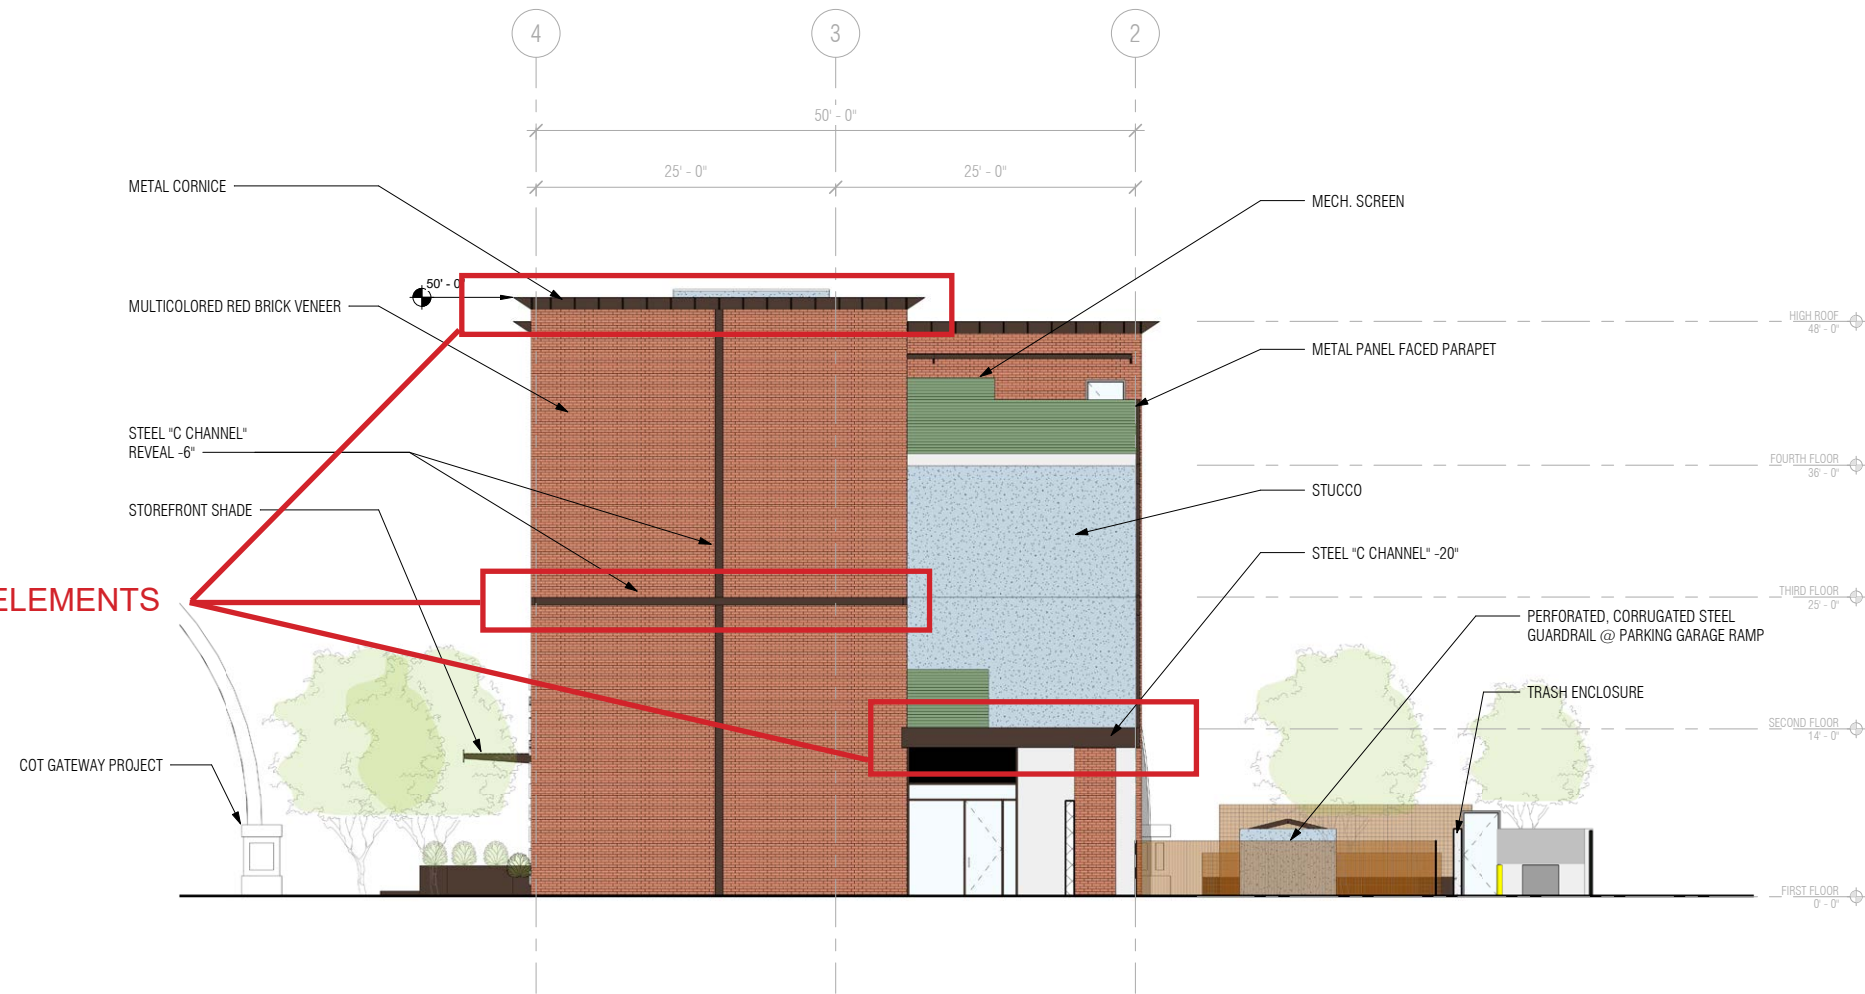 4
3
2
50' - 0"
25' - 0"
25' - 0"
METAL CORNICE
MECH. SCREEN
50' - 0"
MULTICOLORED RED BRICK VENEER
HIGH ROOF
48' - 0"
METAL PANEL FACED PARAPET
STEEL "C CHANNEL"
REVEAL -6"
FOURTH FLOOR
36' - 0"
STUCCO
STOREFRONT SHADE
STEEL "C CHANNEL" -20"
ELEMENTS
THIRD FLOOR
25' - 0"
PERFORATED, CORRUGATED STEEL
GUARDRAIL @ PARKING GARAGE RAMP
TRASH ENCLOSURE
SECOND FLOOR
14' - 0"
COT GATEWAY PROJECT
FIRST FLOOR
0' - 0"